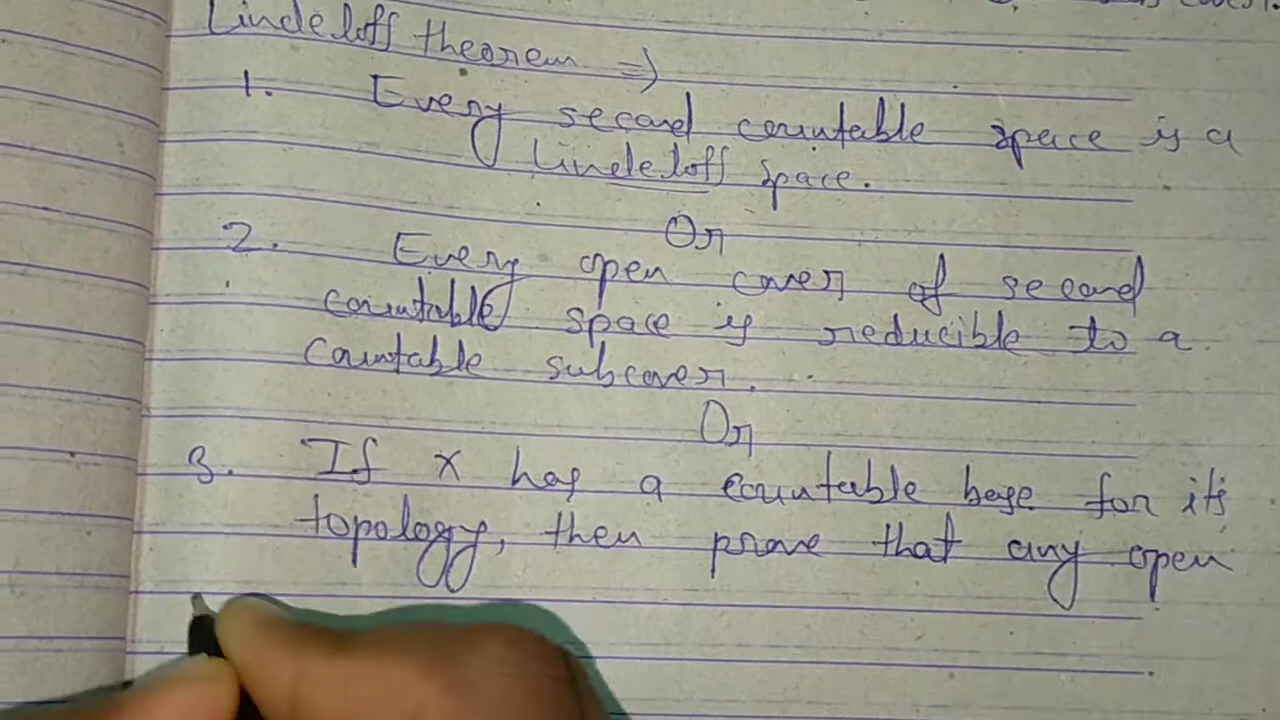 Lindeloff theorem ⇒
1. Every second countable space is a
Lindeloff space.
Or
2. Every open cover of second
countable space is reducible to a
Countable subcover.
Or
3. If x has a countable base for its
topology, then prove that any open